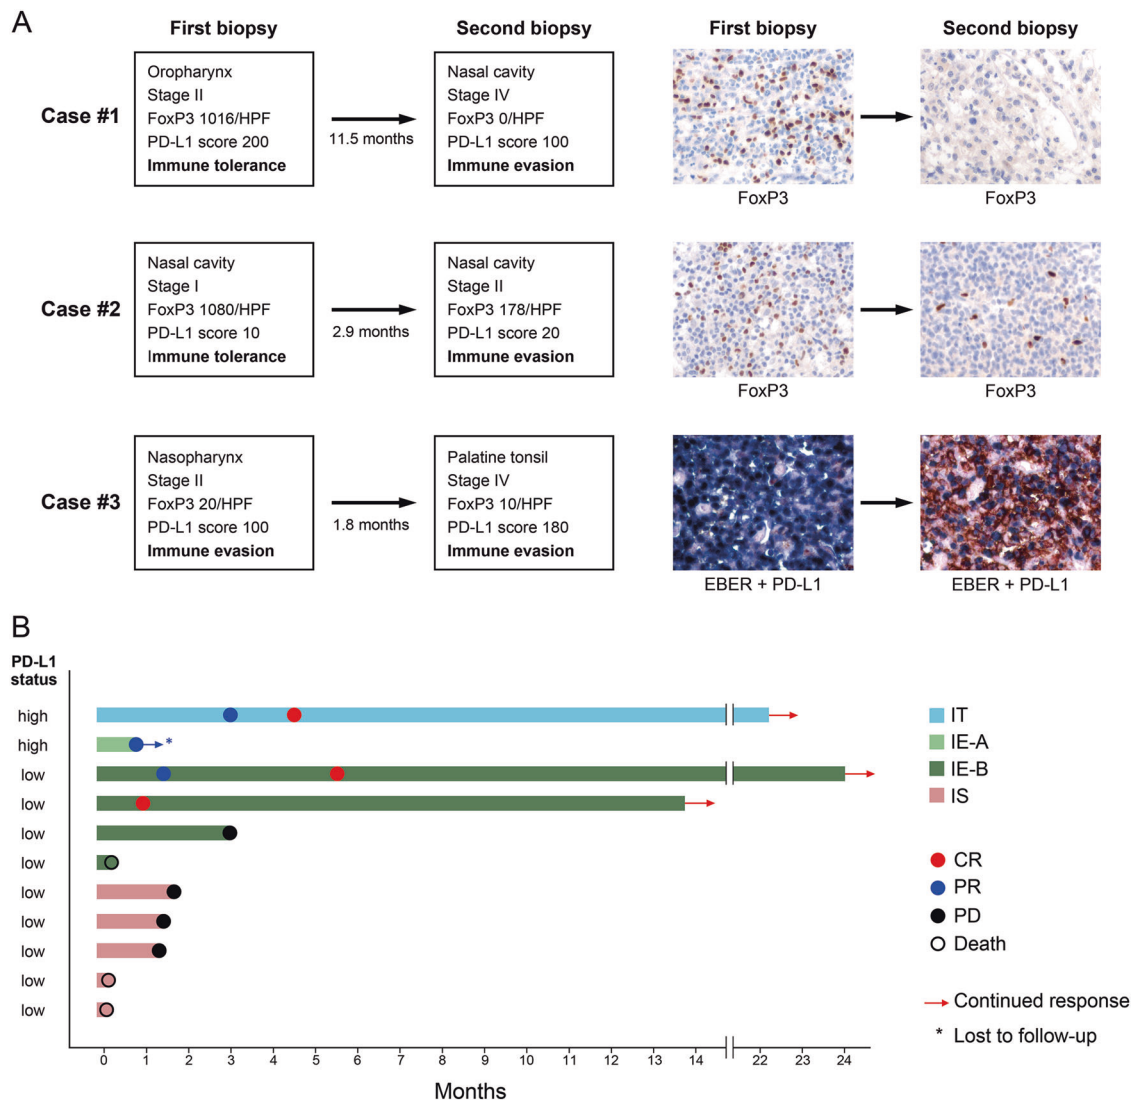 A
First biopsy
Second biopsy
First biopsy
Second biopsy
Case #1
Oropharynx
Stage II
FoxP3 1016/HPF
PD-L1 score 200
Immune tolerance
11.5 months
Nasal cavity
Stage IV
FoxP3 0/HPF
PD-L1 score 100
Immune evasion
FoxP3
FoxP3
Case #2
Nasal cavity
Stage I
FoxP3 1080/HPF
PD-L1 score 10
Immune tolerance
2.9 months
Nasal cavity
Stage II
FoxP3 178/HPF
PD-L1 score 20
Immune evasion
FoxP3
FoxP3
Case #3
Nasopharynx
Stage II
FoxP3 20/HPF
PD-L1 score 100
Immune evasion
1.8 months
Palatine tonsil
Stage IV
FoxP3 10/HPF
PD-L1 score 180
Immune evasion
EBER + PD-L1
EBER + PD-L1
B
PD-L1
status
high
high
*
low
low
low
low
low
low
low
low
low
0 1 2 3 4 5 6 7 8 9 10 11 12 13 14 22 23 24
Months
IT
IE-A
IE-B
IS
CR
PR
PD
Death
Continued response
* Lost to follow-up